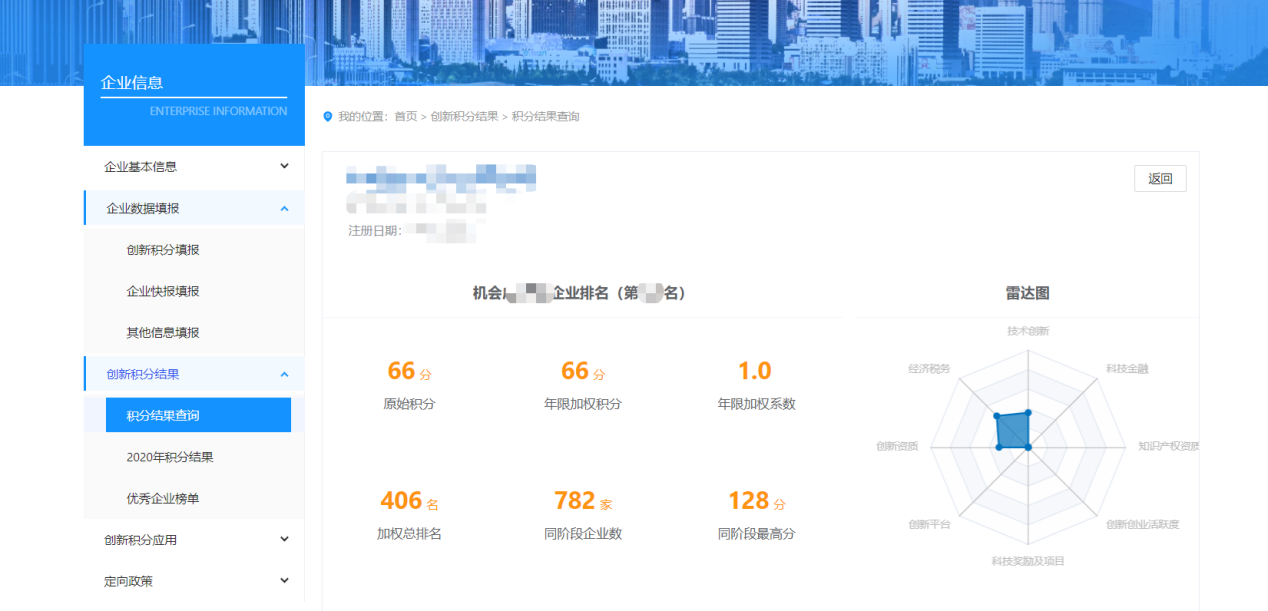 企业信息
ENTERPRISE INFORMATION
企业基本信息
企业数据填报
创新积分填报
企业快报填报
其他信息填报
创新积分结果
积分结果查询
2020年积分结果
优秀企业榜单
创新积分应用
定向政策
我的位置：首页 > 创新积分结果 > 积分结果查询
返回
注册日期：
机会 企业排名（第 名）
66 分
原始积分
66 分
年限加权积分
1.0
年限加权系数
406 名
加权总排名
782 家
同阶段企业数
128 分
同阶段最高分
雷达图
技术创新
经济税务
科技金融
创新资质
知识产权资质
创新平台
创新创业活跃度
科技奖励及项目